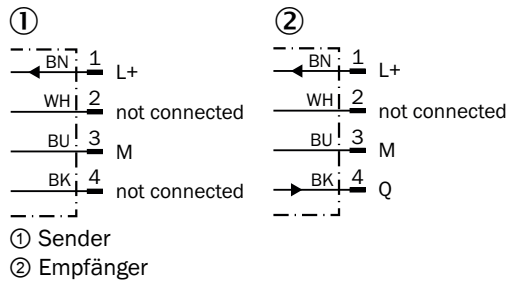 ① ②
BN 1 L+ BN 1 L+
WH 2 not connected WH 2 not connected
BU 3 M BU 3 M
BK 4 not connected BK 4 Q
① Sender
② Empfänger